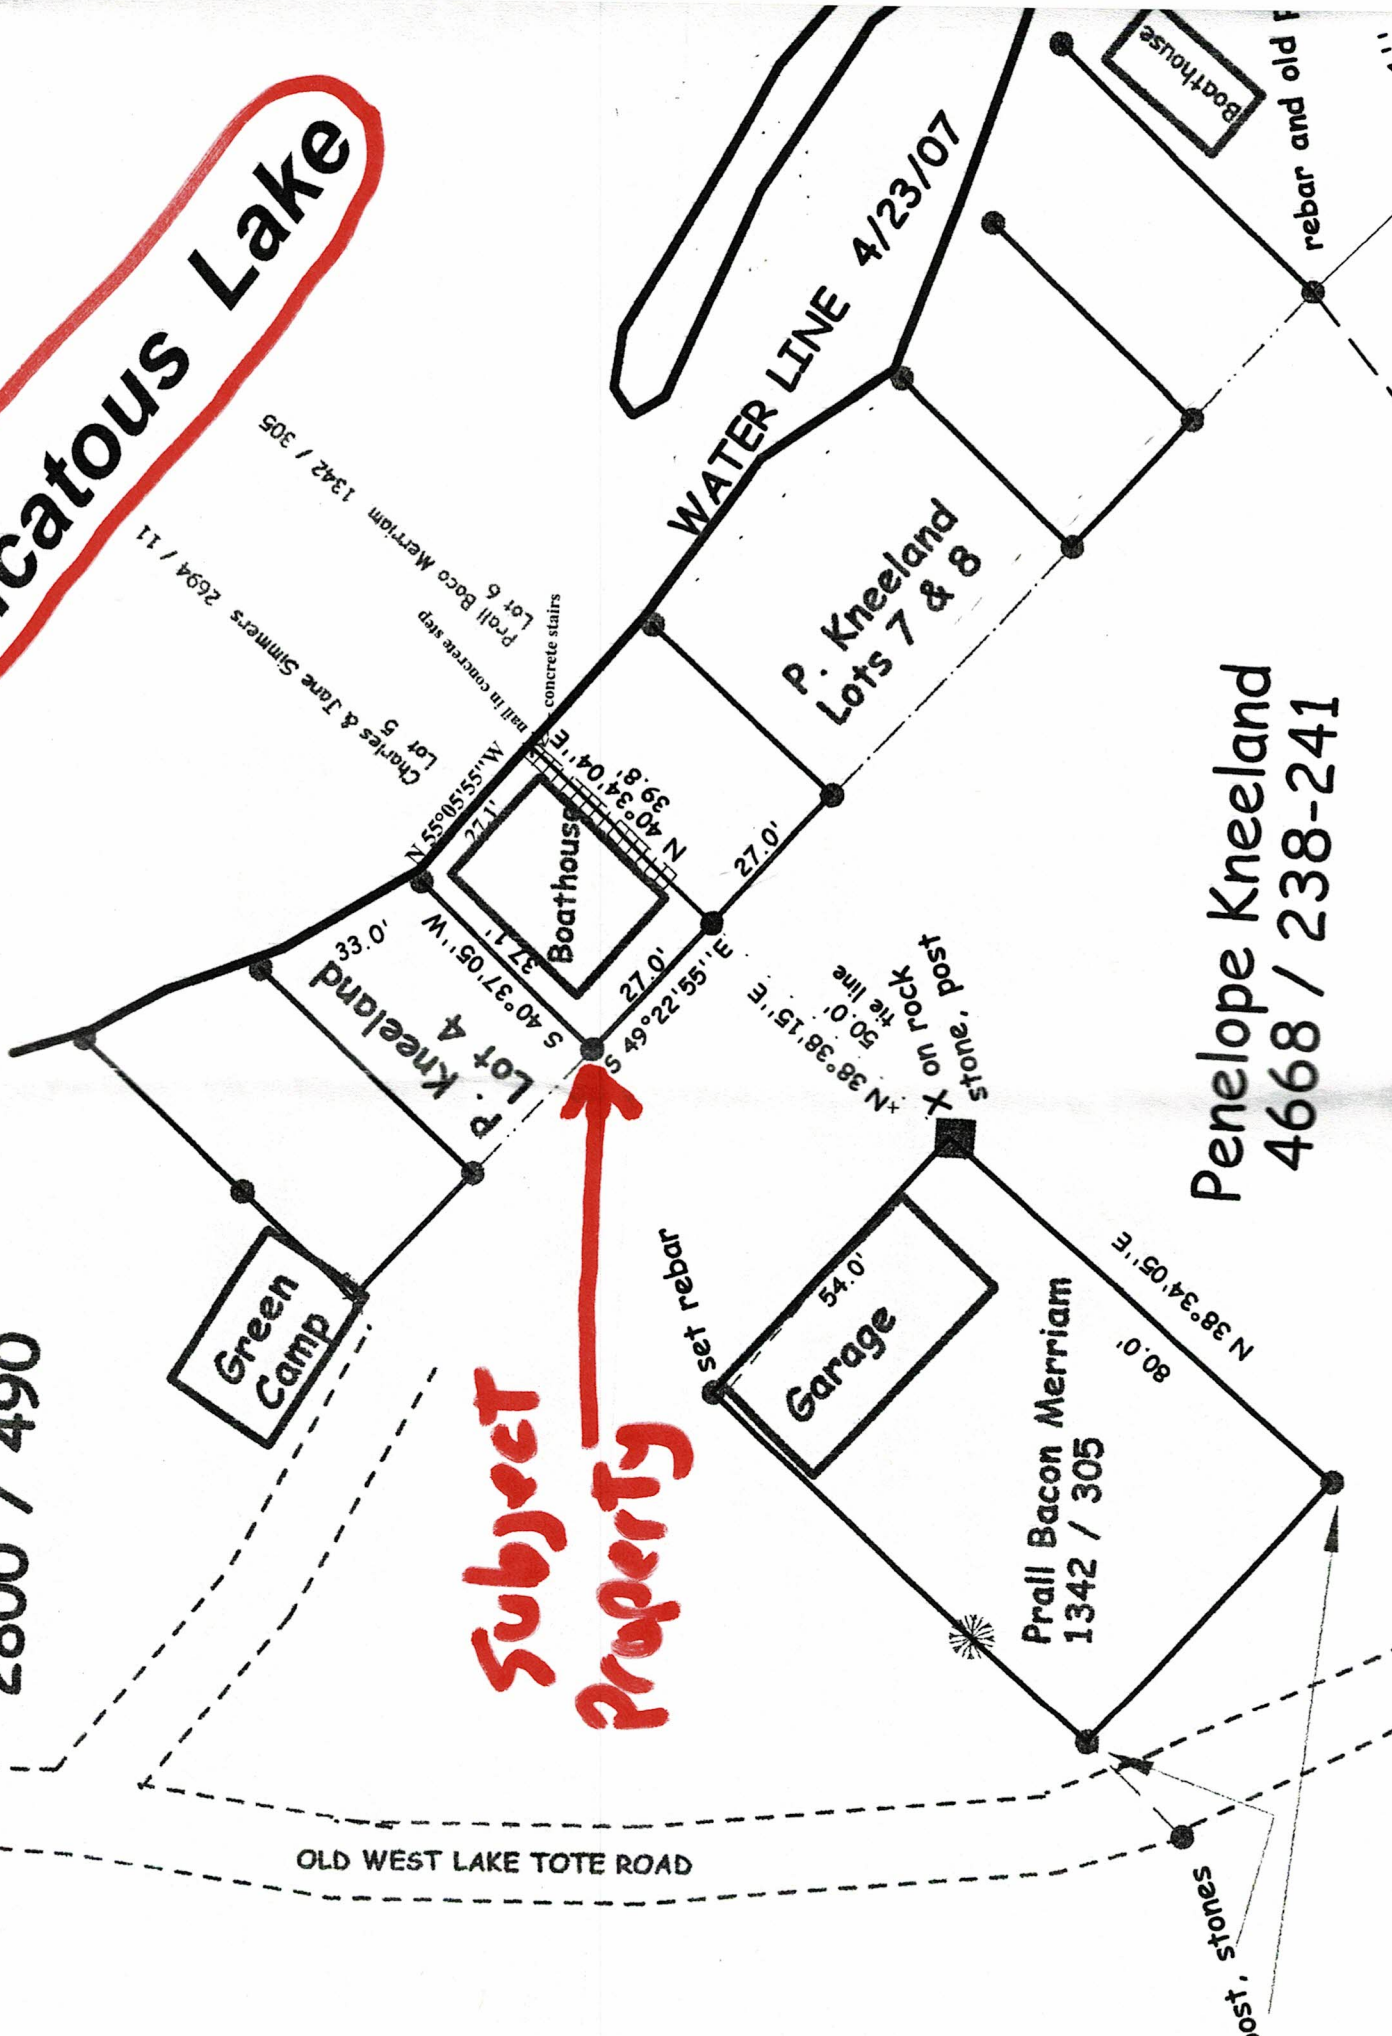 catous Lake
Boathouse
rebar and old
4/23/07
WATER LINE
Prall Baco Merriam 1342 / 305
Lot 6
Charles & Jane Simmers 2694 / 11
Lot 5
nail in concrete step
concrete stairs
N 55°05'55"W
27.1'
N 40°34'04"E
39.8'
Boathouse
S 40°37'05"W
37.1'
27.0'
S 49°22'55"E
27.0'
33.0'
P. Kneeland
Lot 4
P. Kneeland
Lots 7 & 8
Penelope Kneeland
4668 / 238-241
+N 38°38'15"E
50.0'
tie line
X on rock
stone, post
Green
Camp
set rebar
54.0'
Garage
N 38°34'05"E
80.0'
Prall Bacon Merriam
1342 / 305
/ 490
Subject
Property
OLD WEST LAKE TOTE ROAD
ost, stones